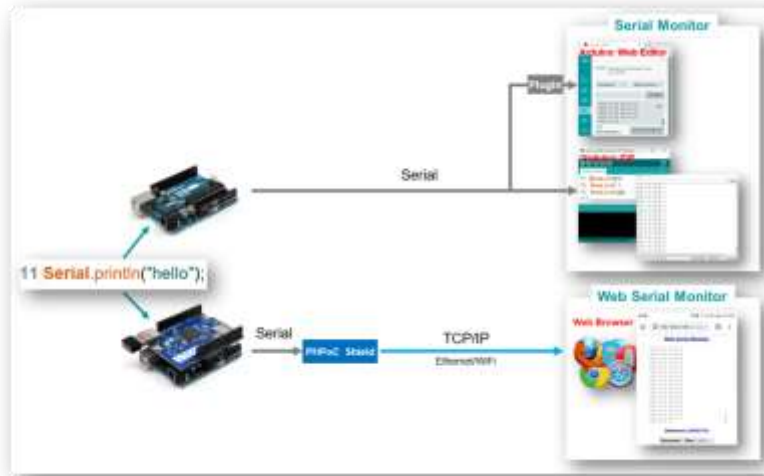 Serial Monitor
Arduino Web Editor
Plugin
Arduino IDE
Serial
11 Serial.println("hello");
Web Serial Monitor
Web Browser
Serial
PHPoC Shield
TCP/IP
Ethernet/WiFi